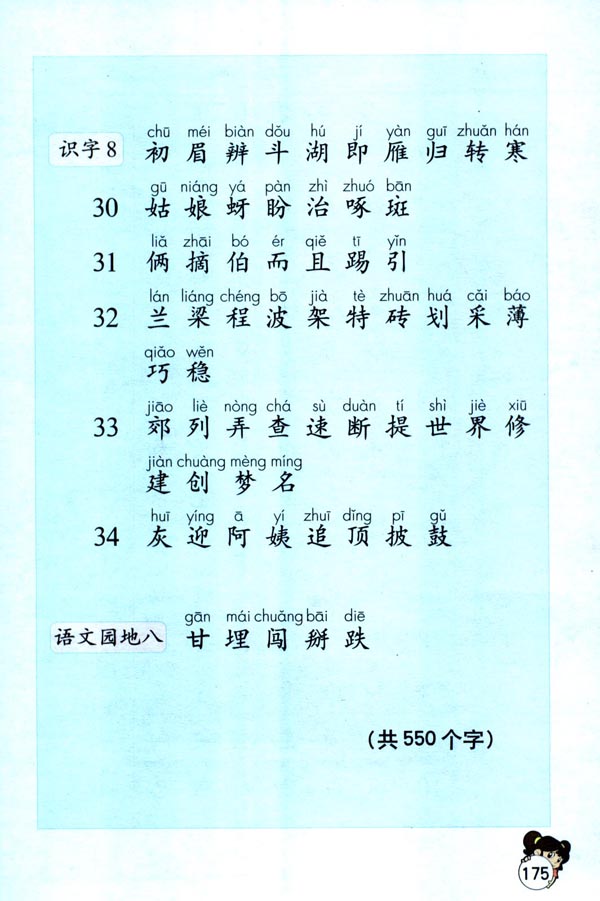 chū méi biàn dǒu hú jí yàn guī zhuǎn hán
识字8 初 眉 辨 斗 湖 即 雁 归 转 寒
gū niáng yá pàn zhì zhuó bān
30 姑 娘 蚜 盼 治 啄 斑
liǎ zhāi bó ér qiě tī yǐn
31 俩 摘 伯 而 且 踢 引
lán liáng chéng bō jià tè zhuān huá cǎi báo
32 兰 梁 程 波 架 特 砖 划 采 薄
qiǎo wěn
巧 稳
jiāo liè nòng chá sù duàn tí shì jiè xiū
33 郊 列 弄 查 速 断 提 世 界 修
jiàn chuàng mèng míng
建 创 梦 名
huī yíng ā yí zhuī dǐng pī gǔ
34 灰 迎 阿 姨 追 顶 披 鼓
gān mái chuǎng bāi diē
语文园地八 甘 埋 闯 掰 跌
(共550个字)
175